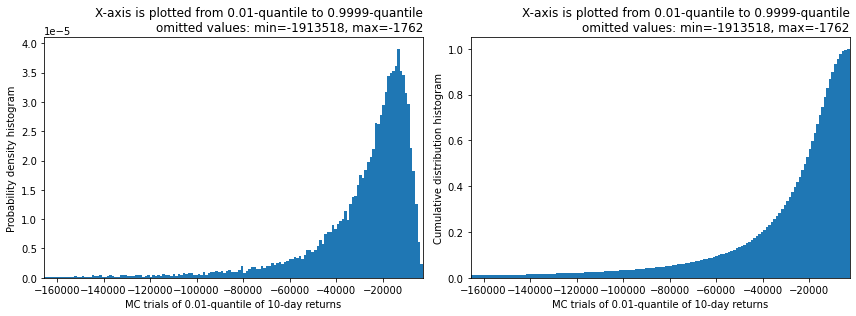 X-axis is plotted from 0.01-quantile to 0.9999-quantile
omitted values: min=-1913518, max=-1762
1e−5
4.0
3.5
3.0
2.5
2.0
1.5
1.0
0.5
0.0
Probability density histogram
−160000 −140000 −120000 −100000 −80000 −60000 −40000 −20000
MC trials of 0.01-quantile of 10-day returns
X-axis is plotted from 0.01-quantile to 0.9999-quantile
omitted values: min=-1913518, max=-1762
1.0
0.8
0.6
0.4
0.2
0.0
Cumulative distribution histogram
−160000 −140000 −120000 −100000 −80000 −60000 −40000 −20000
MC trials of 0.01-quantile of 10-day returns